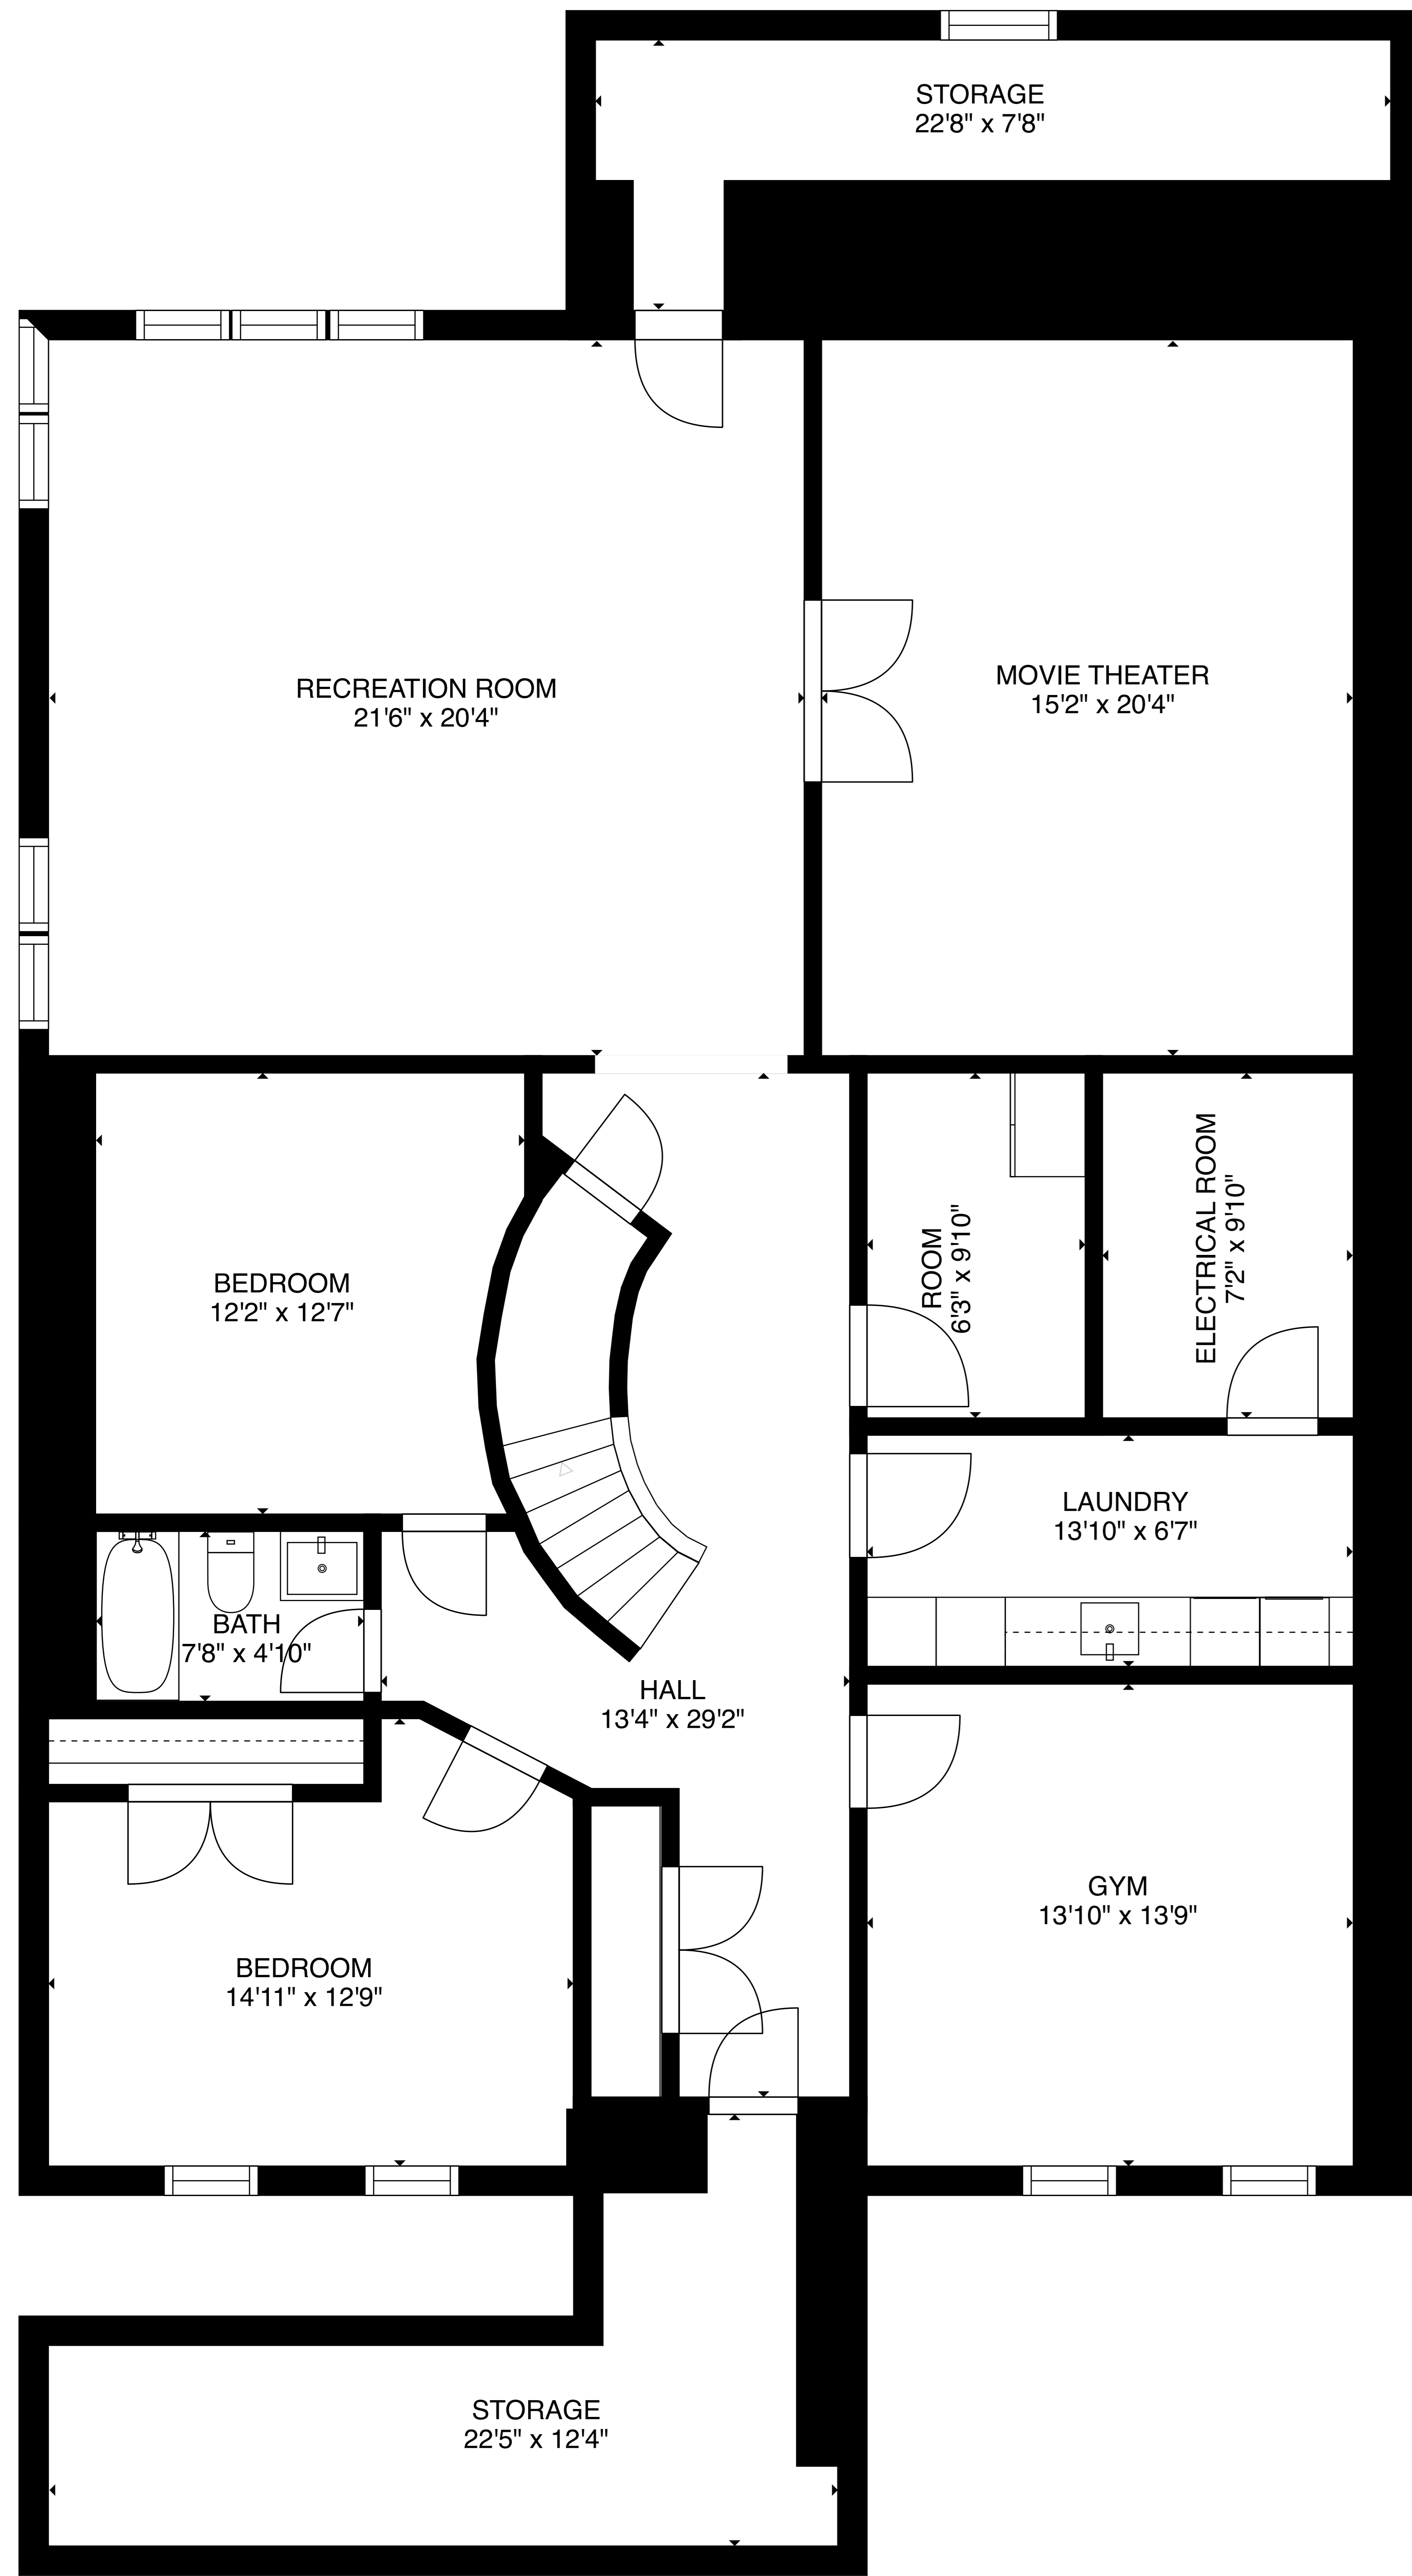 STORAGE
22'8" x 7'8"
RECREATION ROOM
21'6" x 20'4"
MOVIE THEATER
15'2" x 20'4"
BEDROOM
12'2" x 12'7"
ROOM
6'3" x 9'10"
ELECTRICAL ROOM
7'2" x 9'10"
LAUNDRY
13'10" x 6'7"
BATH
7'8" x 4'10"
HALL
13'4" x 29'2"
GYM
13'10" x 13'9"
BEDROOM
14'11" x 12'9"
STORAGE
22'5" x 12'4"